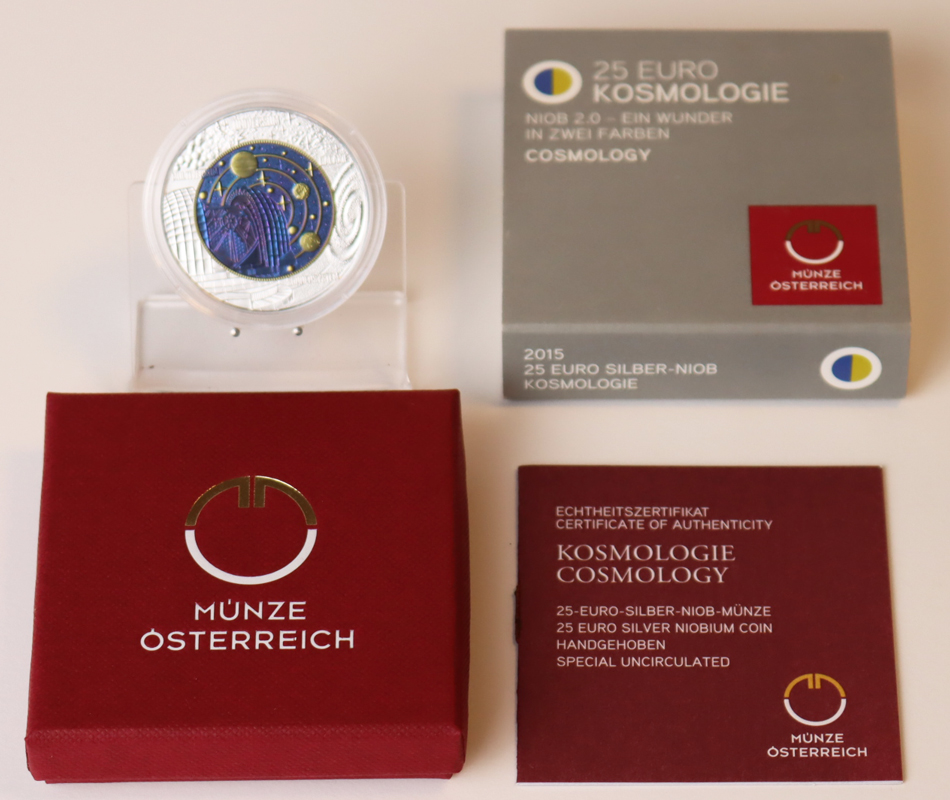 25 EURO
KOSMOLOGIE
NIOB 2.0 – EIN WUNDER
IN ZWEI FARBEN
COSMOLOGY
MÜNZE
ÖSTERREICH
2015
25 EURO SILBER-NIOB
KOSMOLOGIE
MÜNZE
ÖSTERREICH
ECHTHEITSZERTIFIKAT
CERTIFICATE OF AUTHENTICITY
KOSMOLOGIE
COSMOLOGY
25-EURO-SILBER-NIOB-MÜNZE
25 EURO SILVER NIOBIUM COIN
HANDGEHOBEN
SPECIAL UNCIRCULATED
MÜNZE
ÖSTERREICH